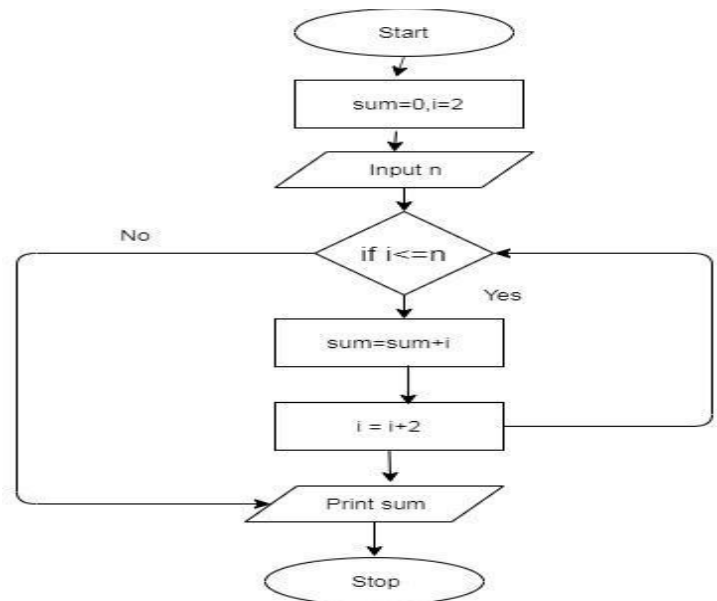 Start
sum=0,i=2
Input n
No
if i<=n
Yes
sum=sum+i
i = i+2
Print sum
Stop